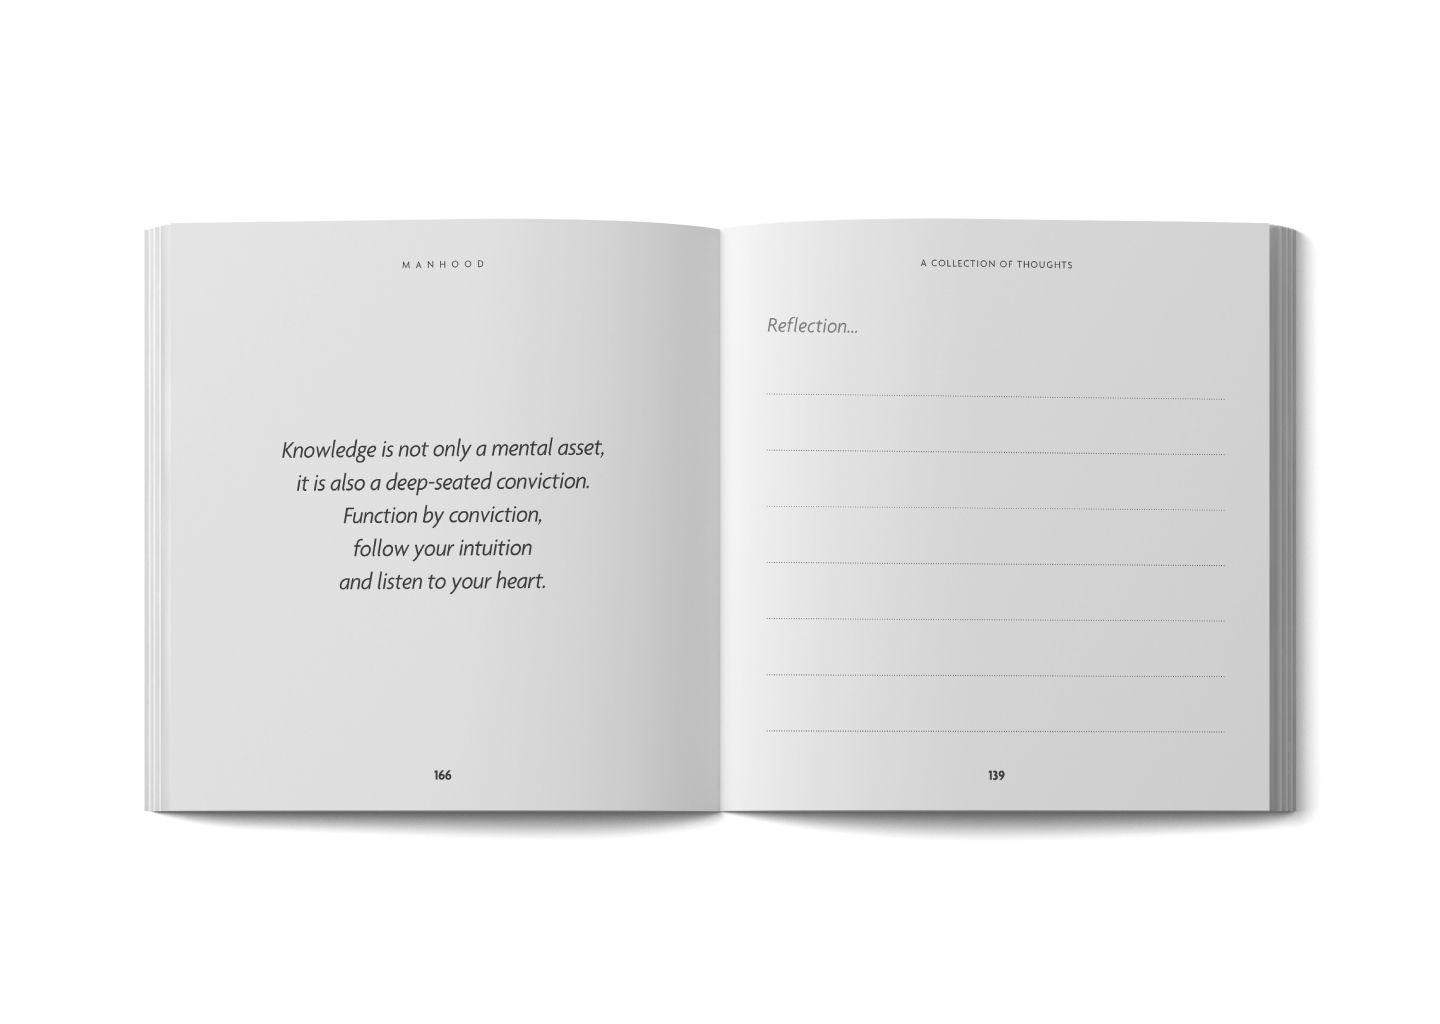 MANHOOD
Knowledge is not only a mental asset,
it is also a deep-seated conviction.
Function by conviction,
follow your intuition
and listen to your heart.
166
A COLLECTION OF THOUGHTS
Reflection...
139